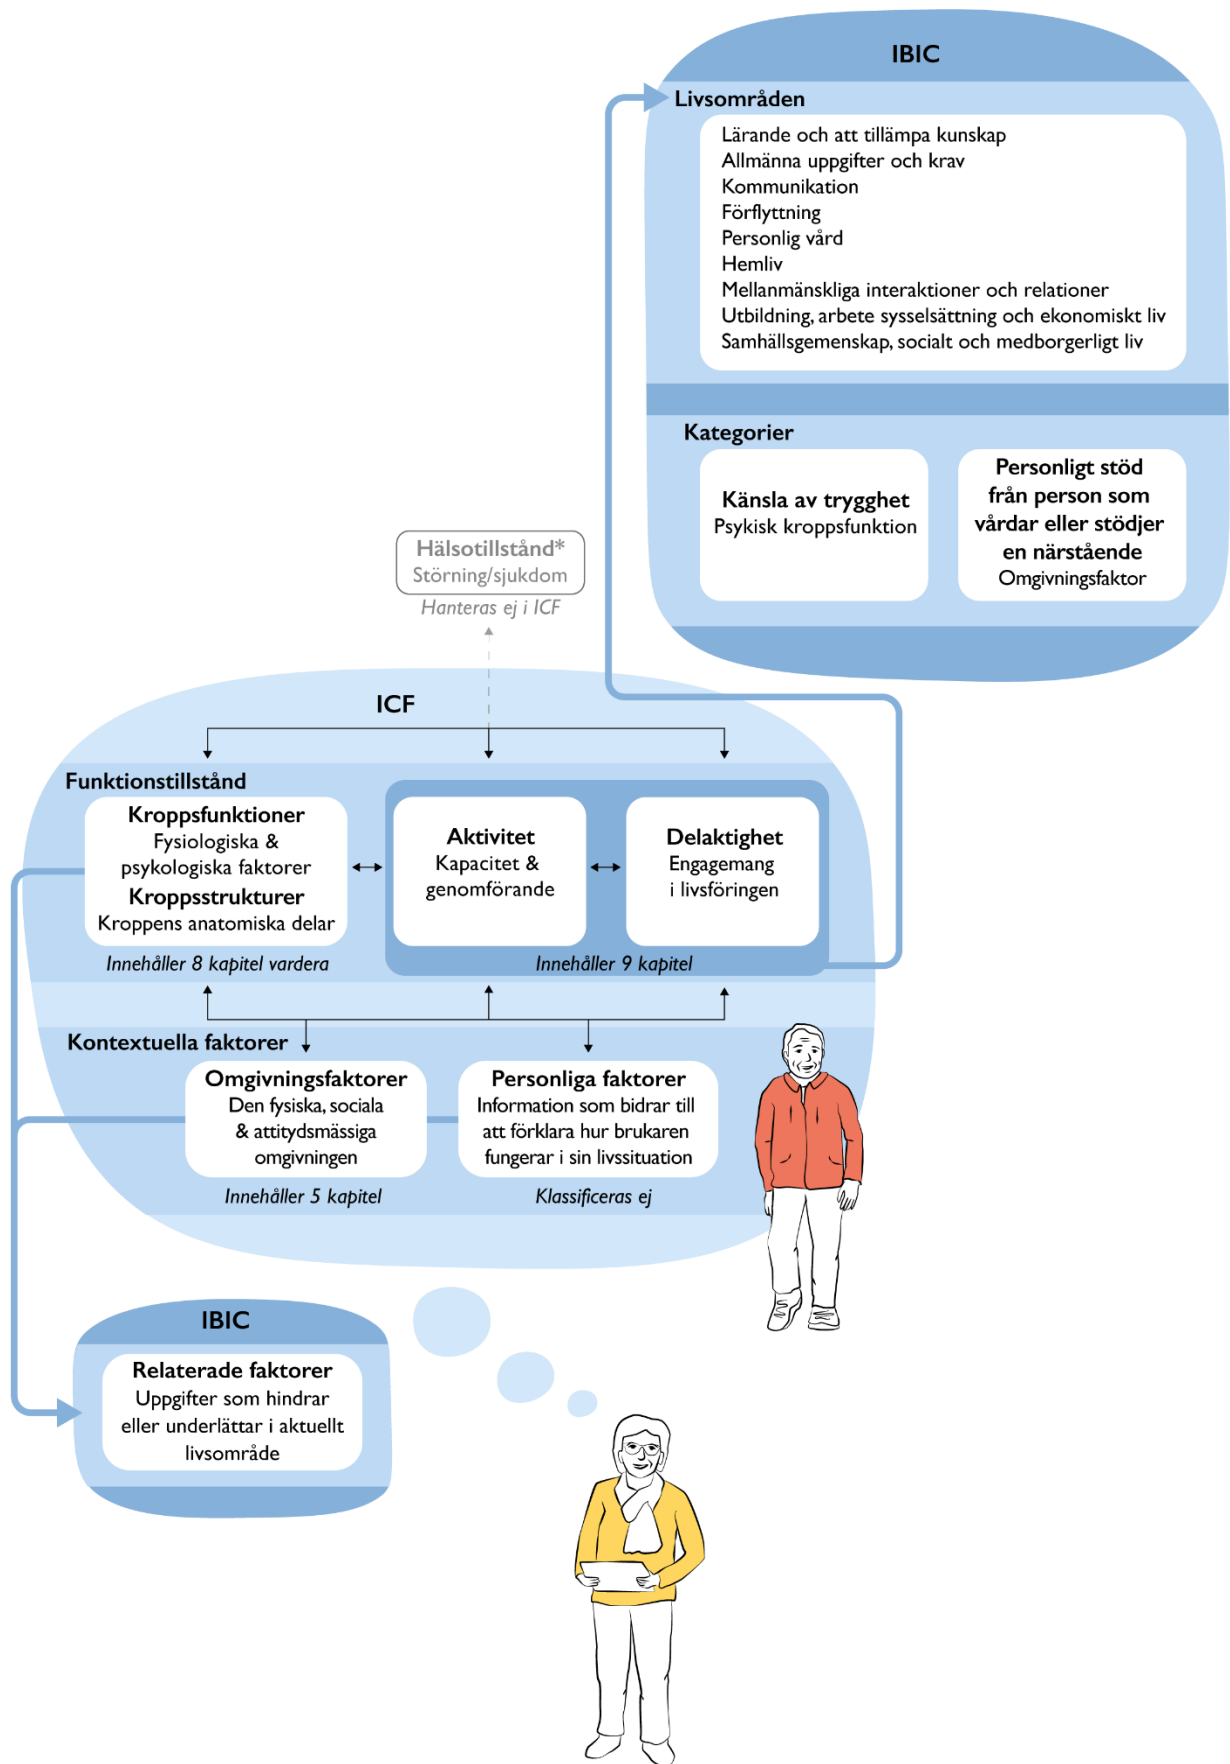 IBIC
Livsområden
Lärande och att tillämpa kunskap
Allmänna uppgifter och krav
Kommunikation
Förflyttning
Personlig vård
Hemliv
Mellanmänskliga interaktioner och relationer
Utbildning, arbete sysselsättning och ekonomiskt liv
Samhällsgemenskap, socialt och medborgerligt liv
Kategorier
Känsla av trygghet
Psykisk kroppsfunktion
Personligt stöd
från person som
vårdar eller stödjer
en närstående
Omgivningsfaktor
Hälsotillstånd*
Störning/sjukdom
Hanteras ej i ICF
ICF
Funktionstillstånd
Kroppsfunktioner
Fysiologiska &
psykologiska faktorer
Kroppsstrukturer
Kroppens anatomiska delar
Innehåller 8 kapitel vardera
Aktivitet
Kapacitet &
genomförande
Delaktighet
Engagemang
i livsföringen
Innehåller 9 kapitel
Kontextuella faktorer
Omgivningsfaktorer
Den fysiska, sociala
& attitydsmässiga
omgivningen
Innehåller 5 kapitel
Personliga faktorer
Information som bidrar till
att förklara hur brukaren
fungerar i sin livssituation
Klassificeras ej
IBIC
Relaterade faktorer
Uppgifter som hindrar
eller underlättar i aktuellt
livsområde